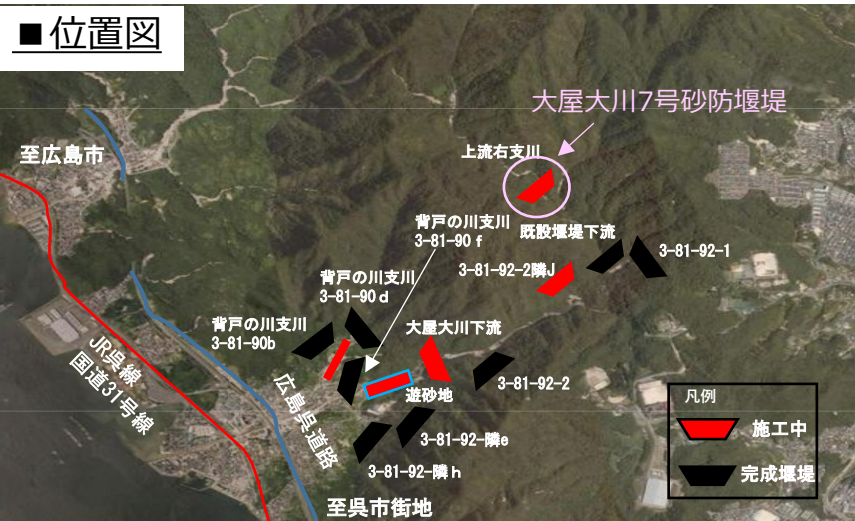 ■位置図
大屋大川7号砂防堰堤
至広島市
上流右支川
背戸の川支川
3-81-90ｆ
既設堰堤下流
3-81-92-1
3-81-92-2隣J
背戸の川支川
3-81-90ｄ
背戸の川支川
3-81-90b
大屋大川下流
JR呉線
国道31号線
広島呉道路
遊砂地
3-81-92-2
3-81-92-隣e
3-81-92-隣ｈ
至呉市街地
凡例
施工中
完成堰堤